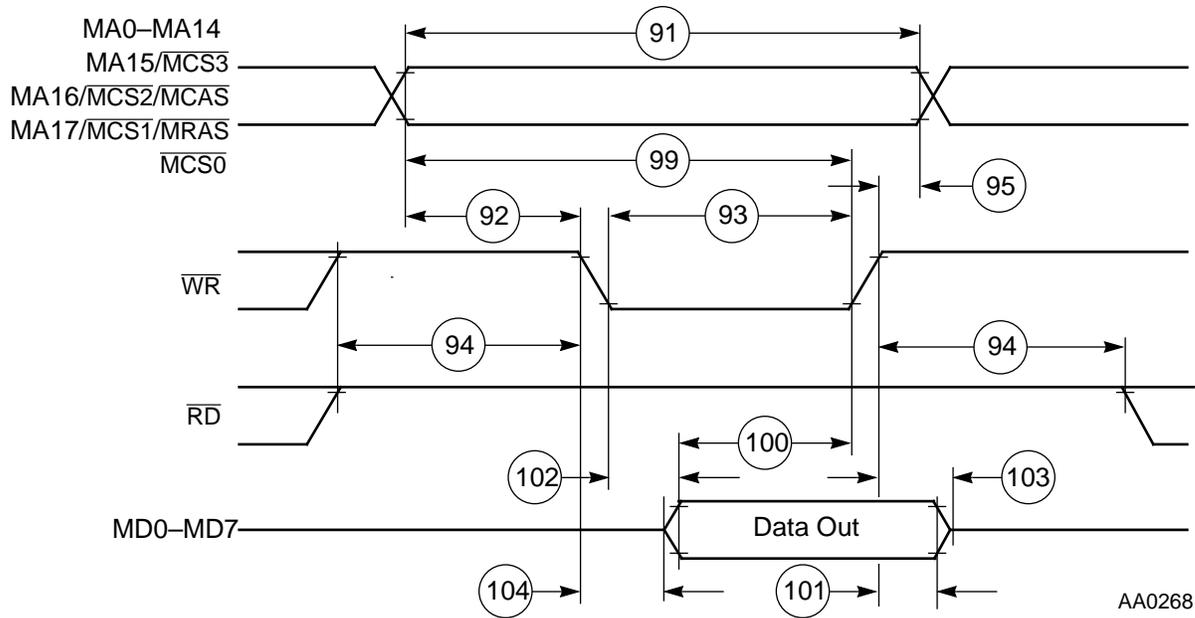 MA0–MA14
91
MA15/MCS3
MA16/MCS2/MCAS
MA17/MCS1/MRAS
MCS0
99
95
92
93
WR
94
94
RD
100
102
103
MD0–MD7
Data Out
104
101
AA0268